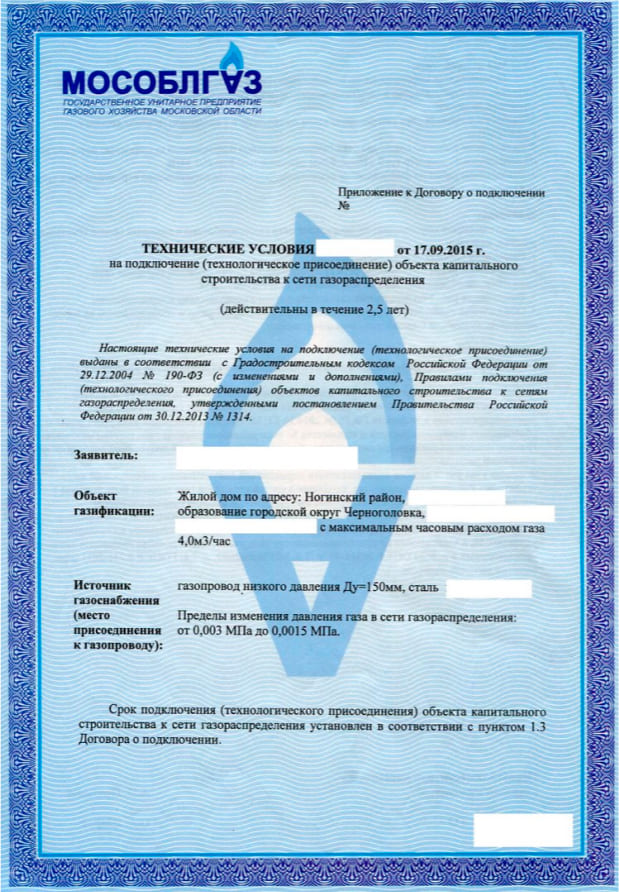 МОСОБЛГАЗ
ГОСУДАРСТВЕННОЕ УНИТАРНОЕ ПРЕДПРИЯТИЕ
ГАЗОВОГО ХОЗЯЙСТВА МОСКОВСКОЙ ОБЛАСТИ
Приложение к Договору о подключении
№
ТЕХНИЧЕСКИЕ УСЛОВИЯ от 17.09.2015 г.
на подключение (технологическое присоединение) объекта капитального
строительства к сети газораспределения
(действительны в течение 2,5 лет)
Настоящие технические условия на подключение (технологическое присоединение)
выданы в соответствии с Градостроительным кодексом Российской Федерации от
29.12.2004 № 190-ФЗ (с изменениями и дополнениями), Правилами подключения
(технологического присоединения) объектов капитального строительства к сетям
газораспределения, утвержденными постановлением Правительства Российской
Федерации от 30.12.2013 № 1314.
Заявитель:
Объект газификации:
Жилой дом по адресу: Ногинский район,
образование городской округ Черноголовка,
с максимальным часовым расходом газа
4,0м3/час
Источник
газоснабжения
(место
присоединения
к газопроводу):
газопровод низкого давления Ду=150мм, сталь
Пределы изменения давления газа в сети газораспределения:
от 0,003 МПа до 0,0015 МПа.
Срок подключения (технологического присоединения) объекта капитального
строительства к сети газораспределения установлен в соответствии с пунктом 1.3
Договора о подключении.